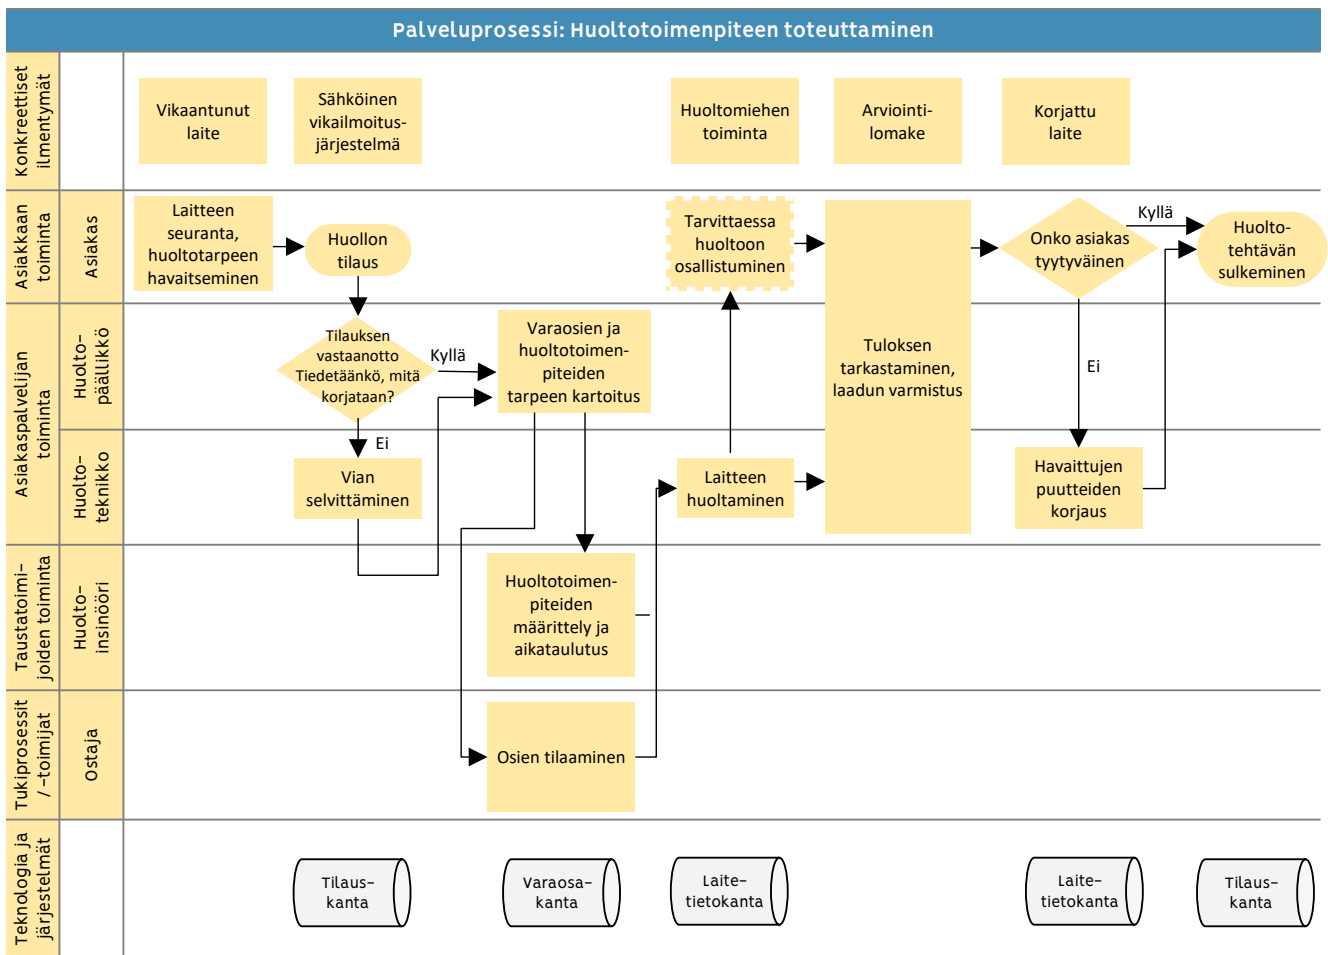 Palveluprosessi: Huoltotoimenpiteen toteuttaminen
Konkreettiset
ilmentymät
Vikaantunut
laite
Sähköinen
vikailmoitus-
järjestelmä
Huoltomiehen
toiminta
Arviointi-
lomake
Korjattu
laite
Asiakkaan
toiminta
Asiakas
Laitteen
seuranta,
huoltotarpeen
havaitseminen
Huollon
tilaus
Tarvittaessa
huoltoon
osallistuminen
Onko asiakas
tyytyväinen
Kyllä
Huolto-
tehtävän
sulkeminen
Asiakaspalvelijan
toiminta
Huolto-
päällikkö
Tilauksen
vastaanotto
Tiedetäänkö, mitä
korjataan?
Kyllä
Varaosien ja
huoltotoimen-
piteiden
tarpeen kartoitus
Tuloksen
tarkastaminen,
laadun varmistus
Ei
Ei
Huolto-
teknikko
Vian
selvittäminen
Laitteen
huoltaminen
Havaittujen
puutteiden
korjaus
Taustatoimi-
joiden toiminta
Huolto-
insinööri
Huoltotoimen-
piteiden
määrittely ja
aikataulutus
Tukiprosessit
/ -toimijat
Ostaja
Osien tilaaminen
Teknologia ja
järjestelmät
Tilaus-
kanta
Varaosa-
kanta
Laite-
tietokanta
Laite-
tietokanta
Tilaus-
kanta